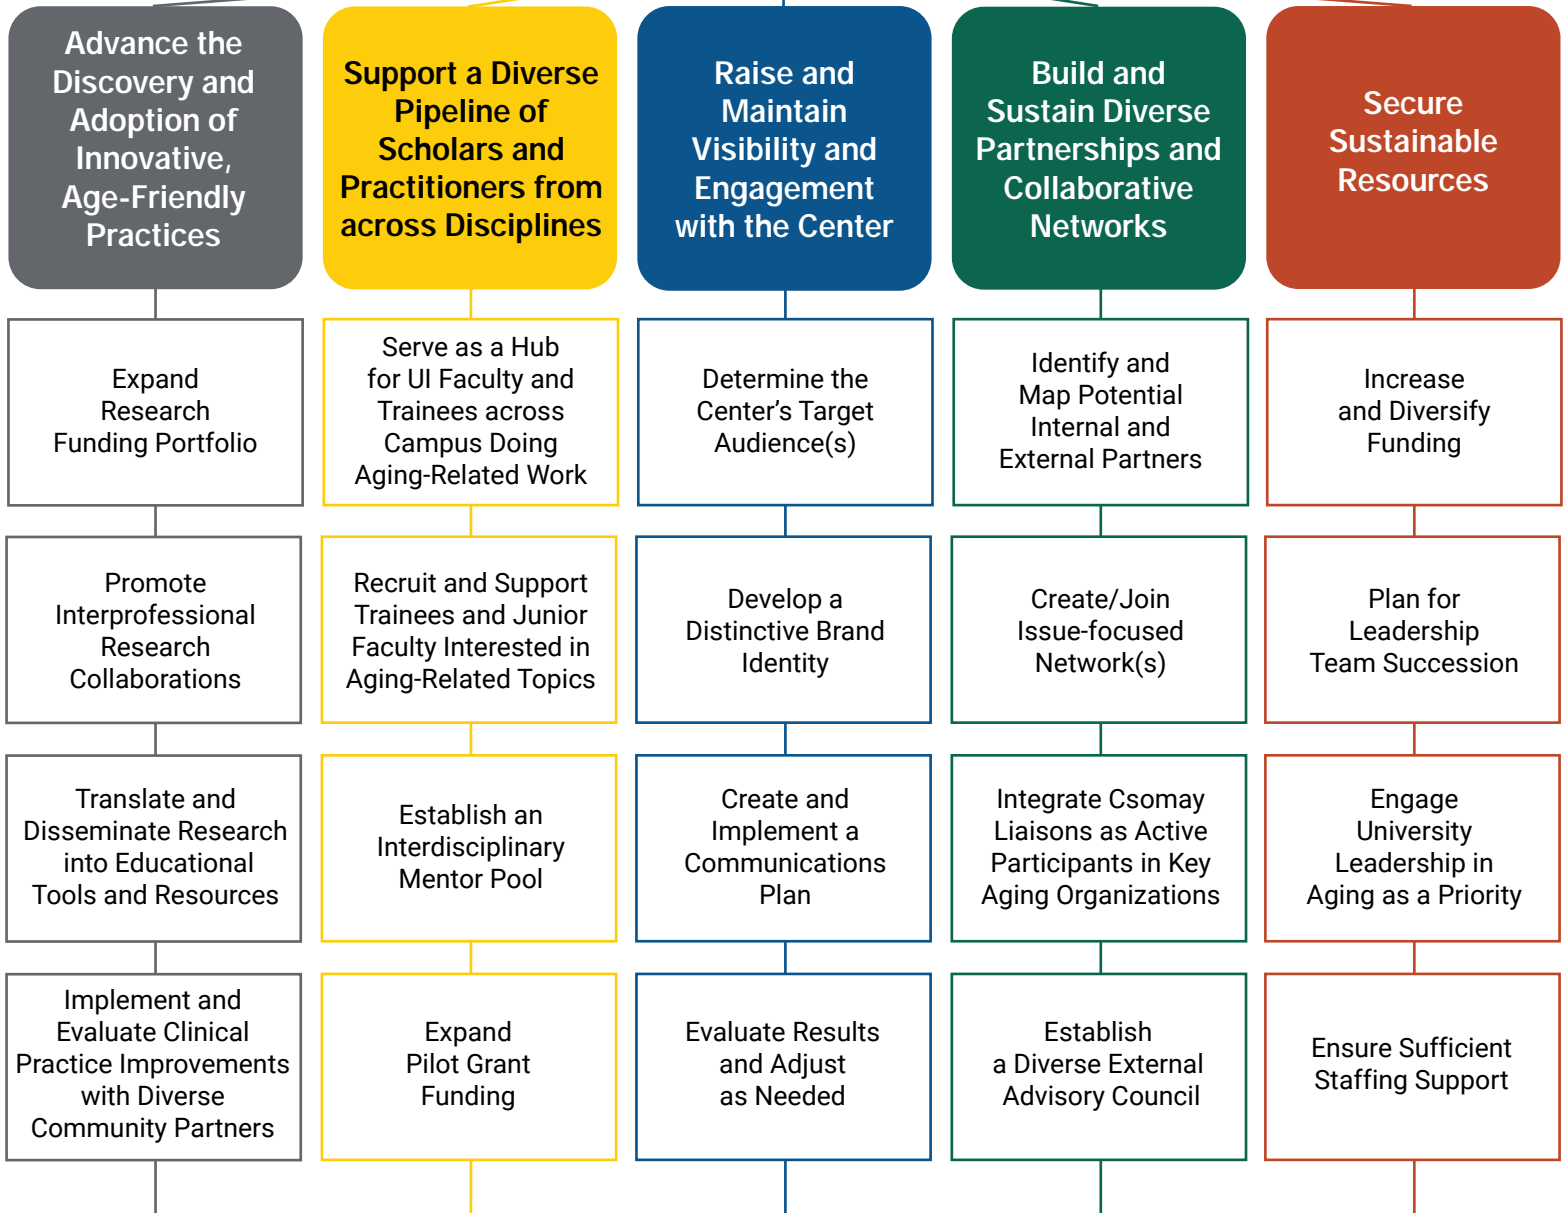 Advance the
Discovery and
Adoption of
Innovative,
Age-Friendly
Practices
Expand
Research
Funding Portfolio
Promote
Interprofessional
Research
Collaborations
Translate and
Disseminate Research
into Educational
Tools and Resources
Implement and
Evaluate Clinical
Practice Improvements
with Diverse
Community Partners
Support a Diverse
Pipeline of
Scholars and
Practitioners from
across Disciplines
Serve as a Hub
for UI Faculty and
Trainees across
Campus Doing
Aging-Related Work
Recruit and Support
Trainees and Junior
Faculty Interested in
Aging-Related Topics
Establish an
Interdisciplinary
Mentor Pool
Expand
Pilot Grant
Funding
Raise and
Maintain
Visibility and
Engagement
with the Center
Determine the
Center’s Target
Audience(s)
Develop a
Distinctive Brand
Identity
Create and
Implement a
Communications
Plan
Evaluate Results
and Adjust
as Needed
Build and
Sustain Diverse
Partnerships and
Collaborative
Networks
Identify and
Map Potential
Internal and
External Partners
Create/Join
Issue-focused
Network(s)
Integrate Csomay
Liaisons as Active
Participants in Key
Aging Organizations
Establish
a Diverse External
Advisory Council
Secure
Sustainable
Resources
Increase
and Diversify
Funding
Plan for
Leadership
Team Succession
Engage
University
Leadership in
Aging as a Priority
Ensure Sufficient
Staffing Support